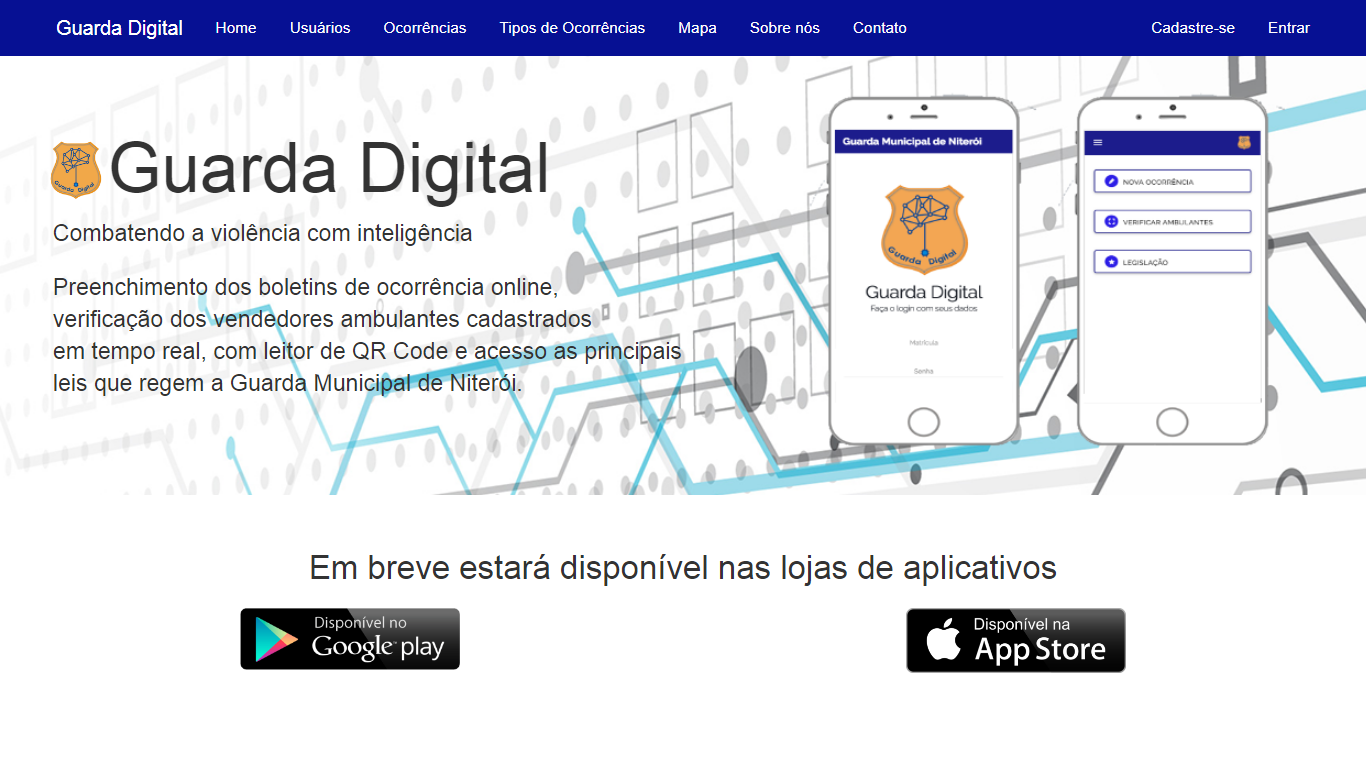 Guarda Digital Home Usuários Ocorrências Tipos de Ocorrências Mapa Sobre nós Contato Cadastre-se Entrar
Guarda Digital
Guarda Digital
Combatendo a violência com inteligência
Preenchimento dos boletins de ocorrência online,
verificação dos vendedores ambulantes cadastrados
em tempo real, com leitor de QR Code e acesso as principais
leis que regem a Guarda Municipal de Niterói.
Guarda Municipal de Niterói
Guarda Digital
Guarda Digital
Faça o login com seus dados
Matrícula
Senha
NOVA OCORRÊNCIA
VERIFICAR AMBULANTES
LEGISLAÇÃO
Em breve estará disponível nas lojas de aplicativos
Disponível no
Google play
Disponível na
App Store